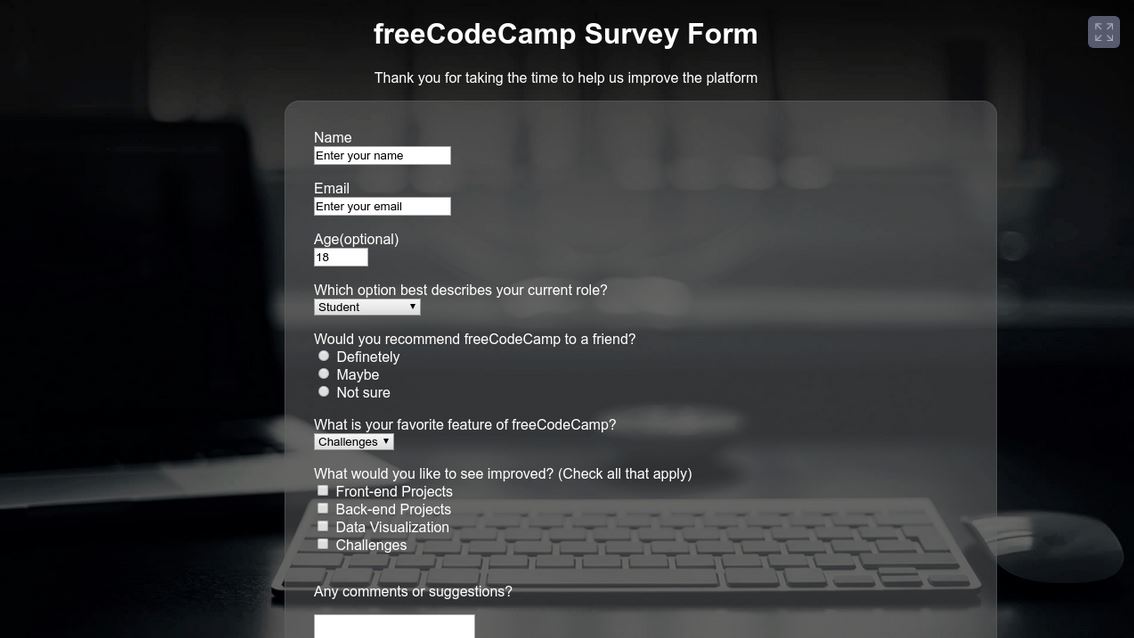 freeCodeCamp Survey Form
Thank you for taking the time to help us improve the platform
Name
Enter your name
Email
Enter your email
Age(optional)
18
Which option best describes your current role?
Student
Would you recommend freeCodeCamp to a friend?
Definetely
Maybe
Not sure
What is your favorite feature of freeCodeCamp?
Challenges
What would you like to see improved? (Check all that apply)
Front-end Projects
Back-end Projects
Data Visualization
Challenges
Any comments or suggestions?